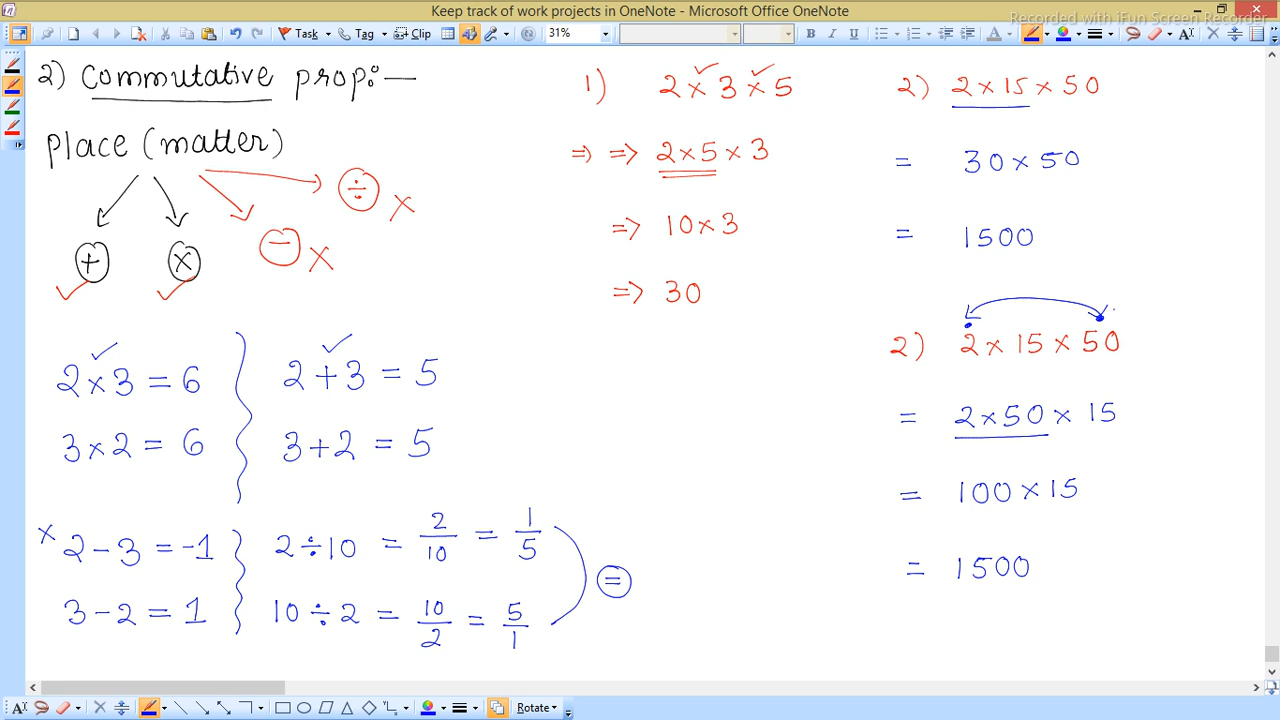 Keep track of work projects in OneNote - Microsoft Office OneNote
Recorded with iFun Screen Recorder
Task Tag Clip 31% B I U
2) Commutative prop:—
place (matter)
÷ x
+ × − x
2 × 3 = 6
3 × 2 = 6
2 + 3 = 5
3 + 2 = 5
x 2 − 3 = -1
3 − 2 = 1
2 ÷ 10 = 2/10 = 1/5
10 ÷ 2 = 10/2 = 5/1
=
1) 2 × 3 × 5
=> => 2 × 5 × 3
=> 10 × 3
=> 30
2) 2 × 15 × 50
= 30 × 50
= 1500
2) 2 × 15 × 50
= 2 × 50 × 15
= 100 × 15
= 1500
Rotate